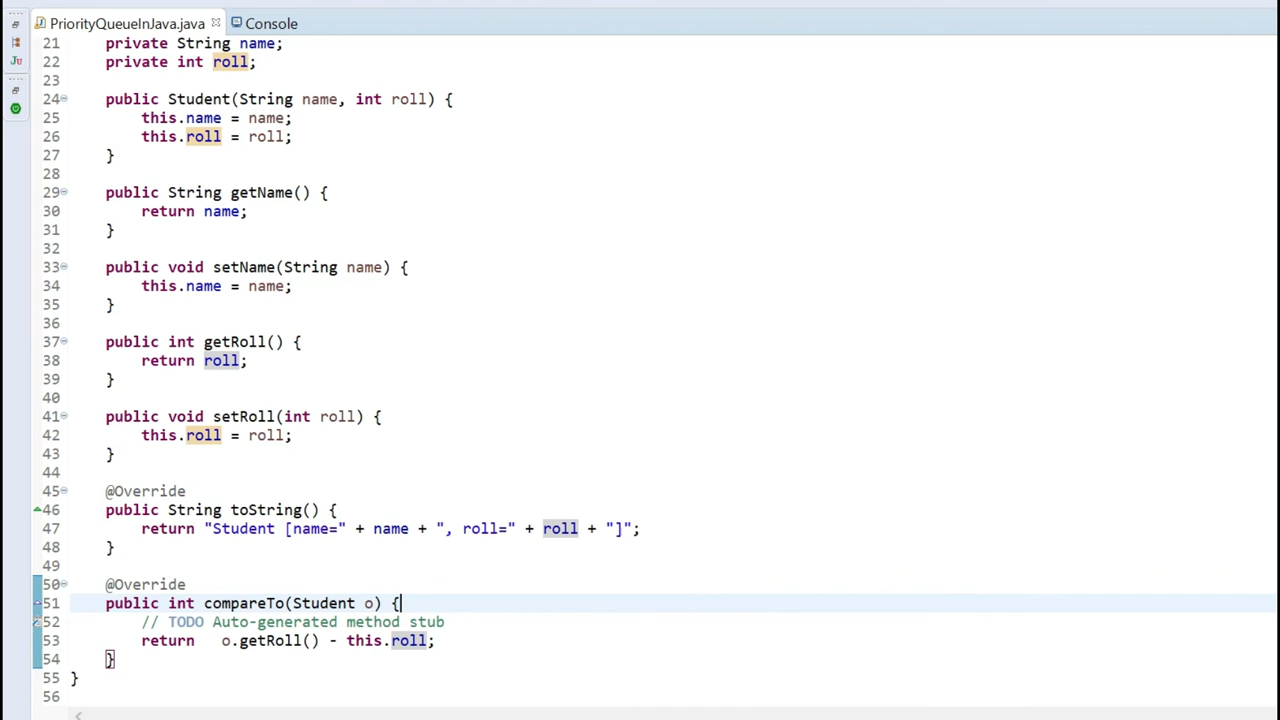 PriorityQueueInJava.java Console
21 private String name;
22 private int roll;
23
24 public Student(String name, int roll) {
25 this.name = name;
26 this.roll = roll;
27 }
28
29 public String getName() {
30 return name;
31 }
32
33 public void setName(String name) {
34 this.name = name;
35 }
36
37 public int getRoll() {
38 return roll;
39 }
40
41 public void setRoll(int roll) {
42 this.roll = roll;
43 }
44
45 @Override
46 public String toString() {
47 return "Student [name=" + name + ", roll=" + roll + "]";
48 }
49
50 @Override
51 public int compareTo(Student o) {
52 // TODO Auto-generated method stub
53 return o.getRoll() - this.roll;
54 }
55 }
56